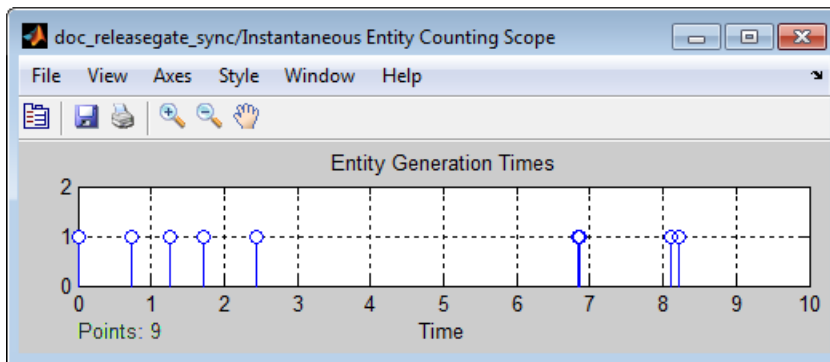 doc_releasegate_sync/Instantaneous Entity Counting Scope
File View Axes Style Window Help
Entity Generation Times
2
1
0
0 1 2 3 4 5 6 7 8 9 10
Points: 9 Time